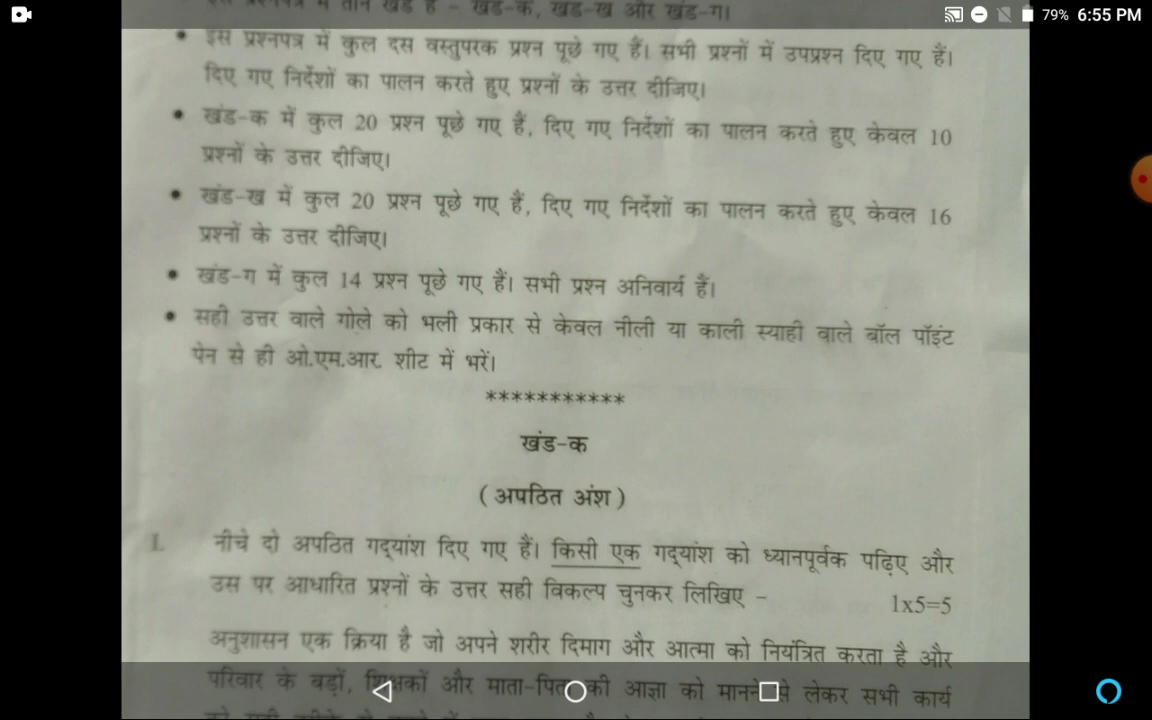 इस प्रश्नपत्र में तीन खंड हैं - खंड-क, खंड-ख और खंड-ग।
79% 6:55 PM
• इस प्रश्नपत्र में कुल दस वस्तुपरक प्रश्न पूछे गए हैं। सभी प्रश्नों में उपप्रश्न दिए गए हैं।
दिए गए निर्देशों का पालन करते हुए प्रश्नों के उत्तर दीजिए।
• खंड-क में कुल 20 प्रश्न पूछे गए हैं, दिए गए निर्देशों का पालन करते हुए केवल 10
प्रश्नों के उत्तर दीजिए।
• खंड-ख में कुल 20 प्रश्न पूछे गए हैं, दिए गए निर्देशों का पालन करते हुए केवल 16
प्रश्नों के उत्तर दीजिए।
• खंड-ग में कुल 14 प्रश्न पूछे गए हैं। सभी प्रश्न अनिवार्य हैं।
• सही उत्तर वाले गोले को भली प्रकार से केवल नीली या काली स्याही वाले बॉल पॉइंट
पेन से ही ओ.एम.आर. शीट में भरें।
***********
खंड-क
(अपठित अंश)
I. नीचे दो अपठित गद्यांश दिए गए हैं। किसी एक गद्यांश को ध्यानपूर्वक पढ़िए और
उस पर आधारित प्रश्नों के उत्तर सही विकल्प चुनकर लिखिए - 1x5=5
अनुशासन एक क्रिया है जो अपने शरीर दिमाग और आत्मा को नियंत्रित करता है और
परिवार के बड़ों, शिक्षकों और माता-पिता की आज्ञा को मानने से लेकर सभी कार्य